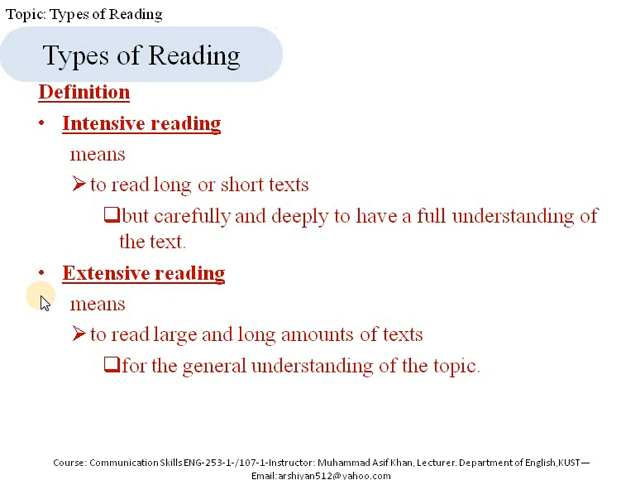 Topic: Types of Reading
Types of Reading
Definition
• Intensive reading
means
➢ to read long or short texts
❑but carefully and deeply to have a full understanding of
the text.
• Extensive reading
means
➢ to read large and long amounts of texts
❑for the general understanding of the topic.
Course: Communication Skills ENG-253-1-/107-1-Instructor: Muhammad Asif Khan, Lecturer. Department of English,KUST—
Email:arshiyan512@yahoo.com